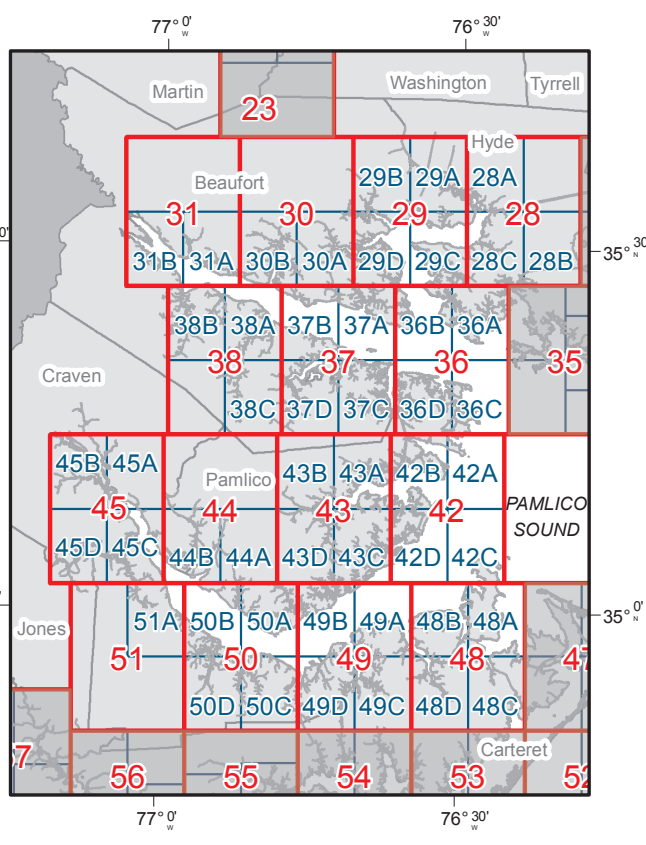 77° 0' W
76° 30' W
Martin
Washington
Tyrrell
23
Hyde
29B 29A 28A
Beaufort
31 30 29 28
0'
35° 30' N
31B 31A 30B 30A 29D 29C 28C 28B
38B 38A 37B 37A 36B 36A
38 37 36 35
Craven
38C 37D 37C 36D 36C
45B 45A
Pamlico
43B 43A 42B 42A
45 44 43 42
PAMLICO
SOUND
45D 45C 44B 44A 43D 43C 42D 42C
'
35° 0' N
Jones
51A 50B 50A 49B 49A 48B 48A
51 50 49 48 47
50D 50C 49D 49C 48D 48C
Carteret
7 56 55 54 53 52
77° 0' W
76° 30' W